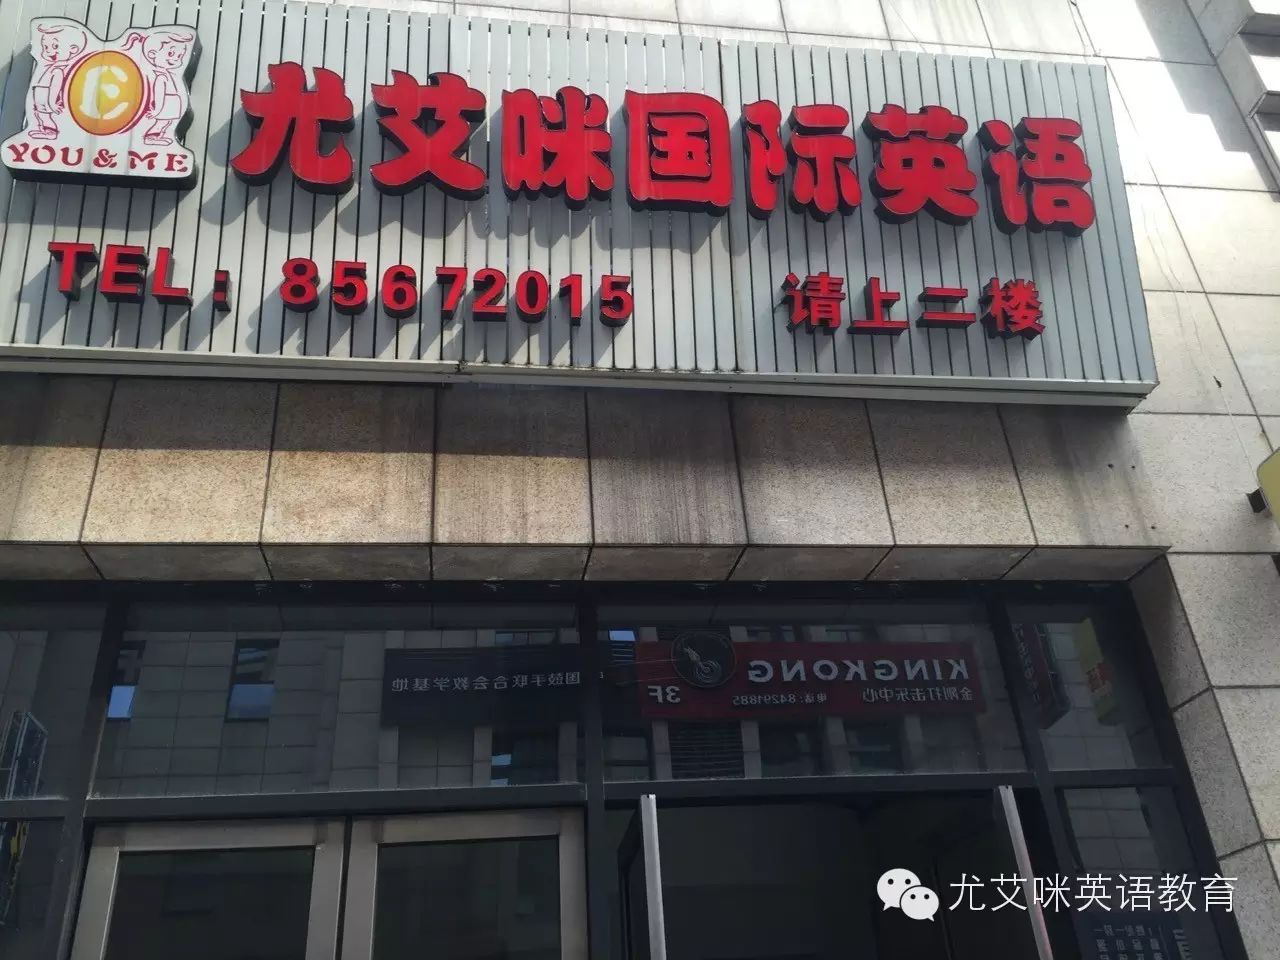 YOU & ME
尤艾咪国际英语
TEL: 85672015 请上二楼
KINGKONG
金刚打击乐中心 电话:84291885 3F
国鼓手联合会教学基地
尤艾咪英语教育